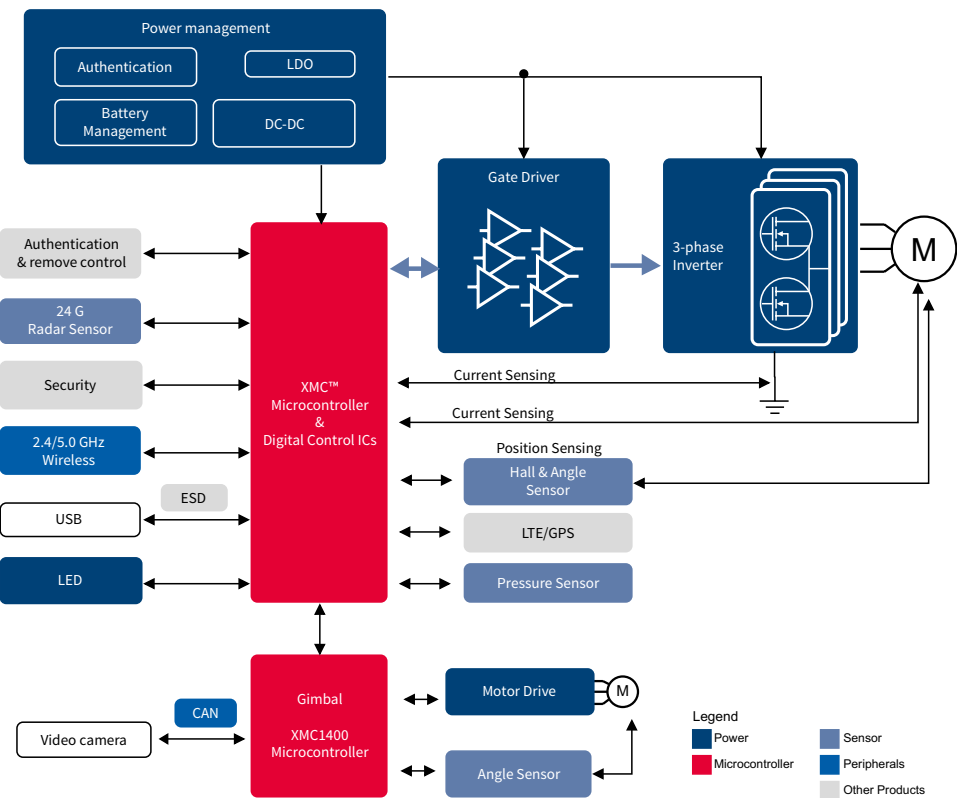 Power management
Authentication
LDO
Battery
Management
DC-DC
Gate Driver
3-phase
Inverter
M
Authentication
& remove control
24 G
Radar Sensor
Security
2.4/5.0 GHz
Wireless
ESD
USB
LED
XMC™
Microcontroller
&
Digital Control ICs
Current Sensing
Current Sensing
Position Sensing
Hall & Angle
Sensor
LTE/GPS
Pressure Sensor
Gimbal
XMC1400
Microcontroller
CAN
Video camera
Motor Drive
M
Angle Sensor
Legend
Power
Sensor
Microcontroller
Peripherals
Other Products